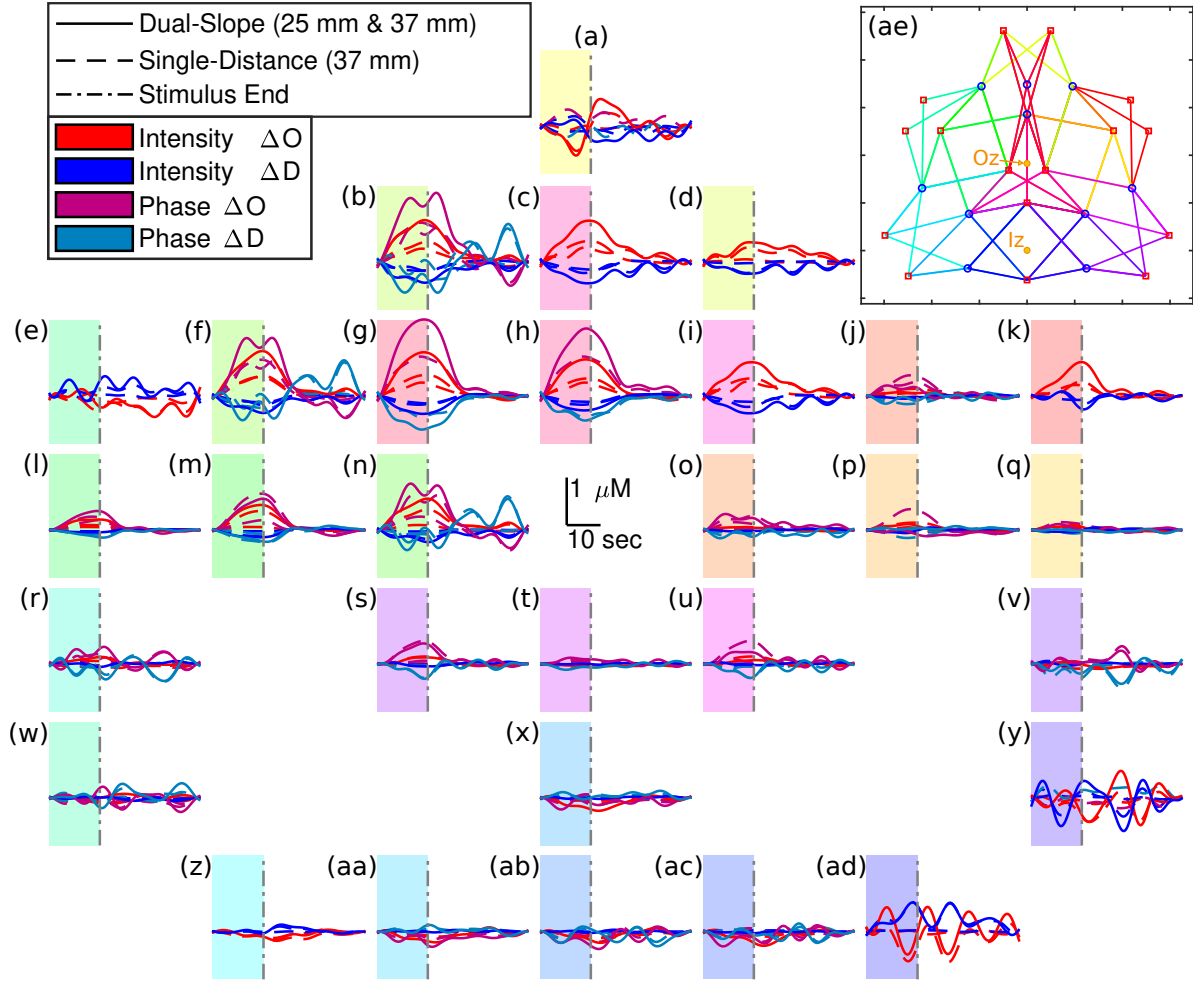 Dual-Slope (25 mm & 37 mm)
Single-Distance (37 mm)
Stimulus End
Intensity ΔO
Intensity ΔD
Phase ΔO
Phase ΔD
(a)
(ae)
Oz
Iz
(b) (c) (d)
(e) (f) (g) (h) (i) (j) (k)
(l) (m) (n) (o) (p) (q)
1 μM
10 sec
(r) (s) (t) (u) (v)
(w) (x) (y)
(z) (aa) (ab) (ac) (ad)